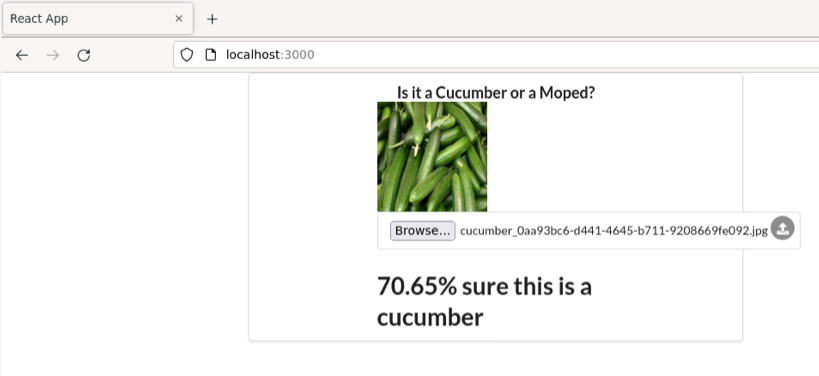 React App
localhost:3000
Is it a Cucumber or a Moped?
Browse... cucumber_0aa93bc6-d441-4645-b711-9208669fe092.jpg
70.65% sure this is a
cucumber